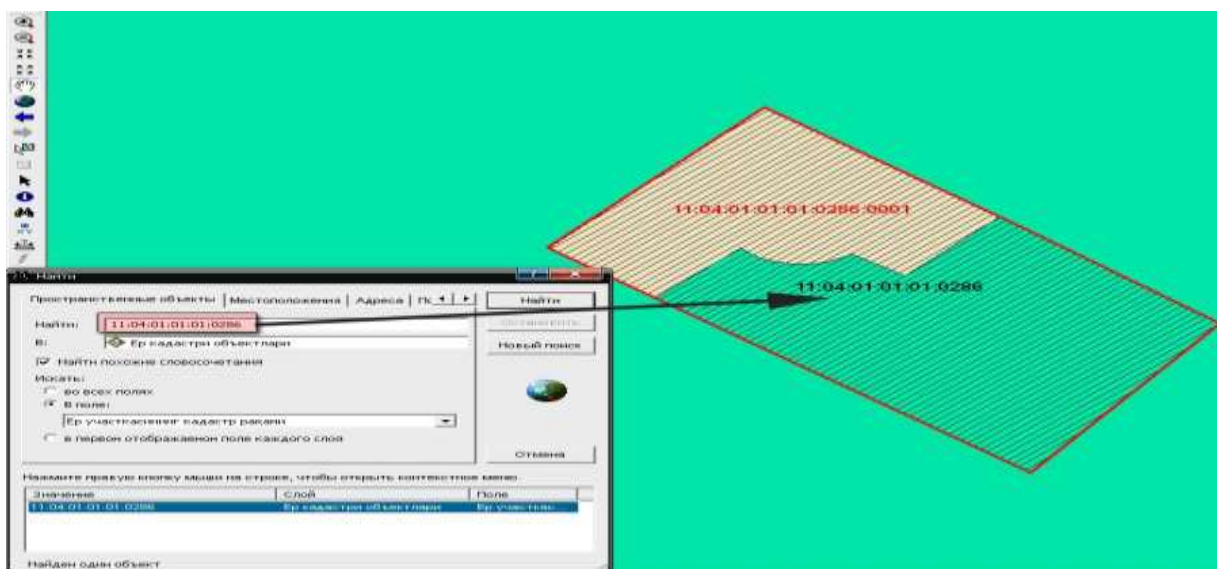 11:04:01:01:01:0286:0001
11:04:01:01:01:0286
Найти
Пространственные объекты Местоположения Адреса
Найти
Найти: 11:04:01:01:01:0286
В: Ер кадастри объектлари
Новый поиск
Найти похожие словосочетания
Искать:
во всех полях
В поле:
Ер участкасининг кадастр раками
в первом отображаемом поле каждого слоя
Отмена
Нажмите правую кнопку мыши на строке, чтобы открыть контекстное меню.
Значение Слой Поле
11:04:01:01:01:0286 Ер кадастри объектлари Ер участкас...
Найден один объект